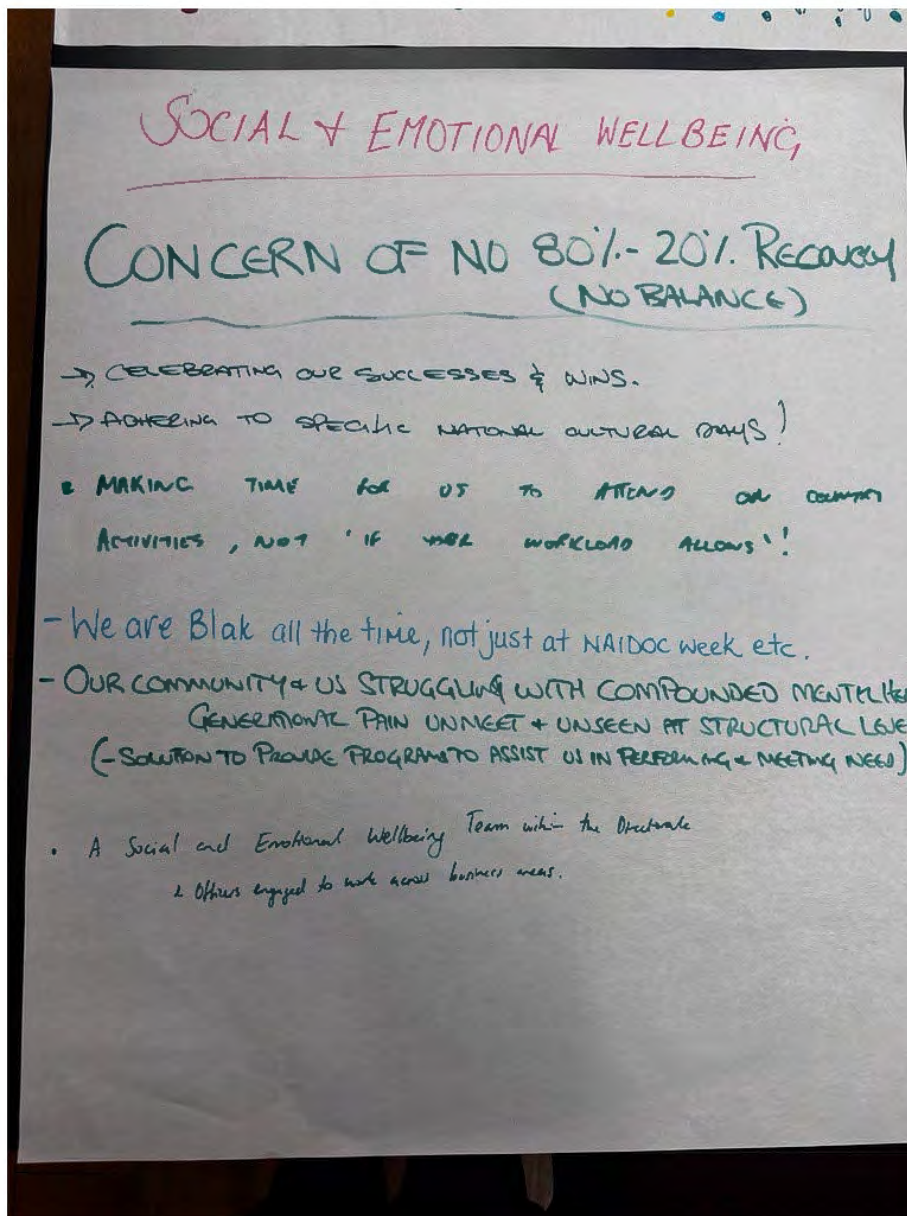 SOCIAL & EMOTIONAL WELLBEING
CONCERN OF NO 80%-20% RECOVERY
(NO BALANCE)
→ CELEBRATING OUR SUCCESSES & WINS.
→ ADHERING TO SPECIFIC NATIONAL CULTURAL DAYS!
• MAKING TIME FOR US TO ATTEND ON COUNTRY
ACTIVITIES, NOT 'IF YOUR WORKLOAD ALLOWS'!
- We are Blak all the time, not just at NAIDOC week etc.
- OUR COMMUNITY & US STRUGGLING WITH COMPOUNDED
GENERATIONAL PAIN UNMEET & UNSEEN AT STRUCTURAL
(- SOLUTION TO PROVIDE PROGRAMS TO ASSIST US IN PERFORMING & MEETING NEED)
• A Social and Emotional Wellbeing Team within the Directorate
& Others engaged to work across business areas.